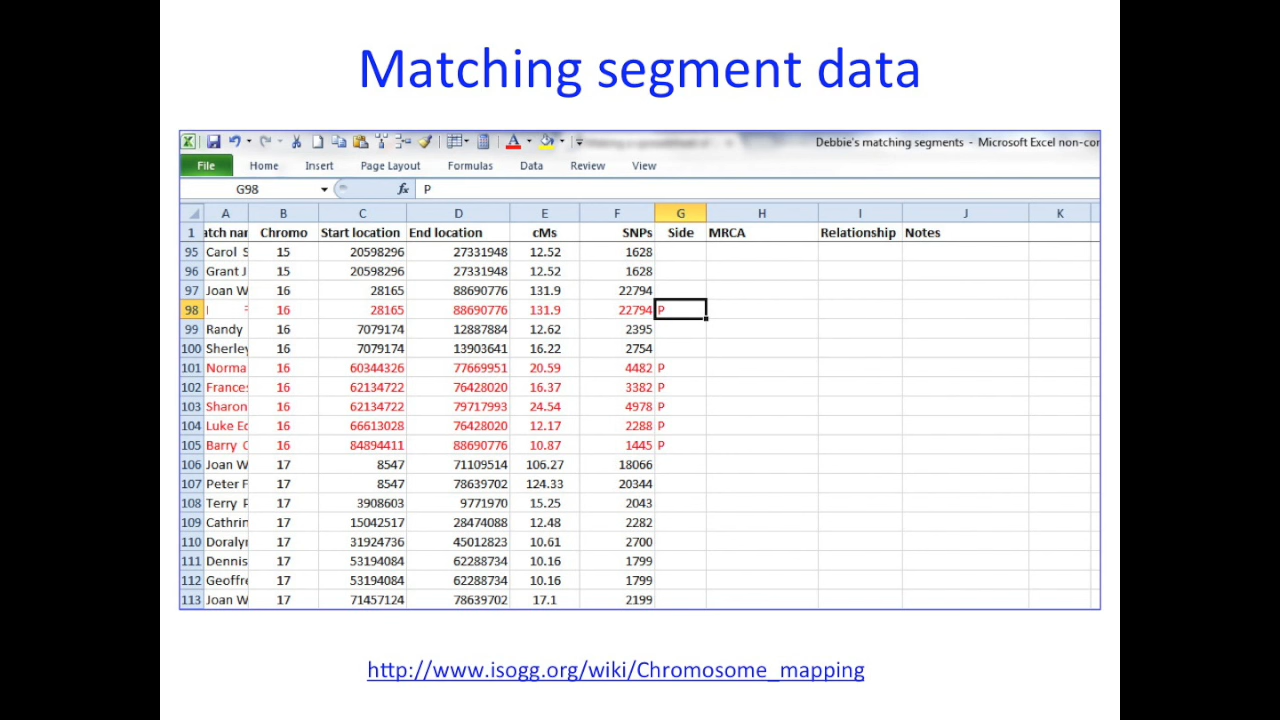 Matching segment data
Debbie's matching segments - Microsoft Excel non-cor
File Home Insert Page Layout Formulas Data Review View
G98 fx P
A B C D E F G H I J K
1 atch nar Chromo Start location End location cMs SNPs Side MRCA Relationship Notes
95 Carol S 15 20598296 27331948 12.52 1628
96 Grant J 15 20598296 27331948 12.52 1628
97 Joan W 16 28165 88690776 131.9 22794
98 16 28165 88690776 131.9 22794 P
99 Randy 16 7079174 12887884 12.62 2395
100 Sherley 16 7079174 13903641 16.22 2754
101 Norma 16 60344326 77669951 20.59 4482 P
102 Frances 16 62134722 76428020 16.37 3382 P
103 Sharon 16 62134722 79717993 24.54 4978 P
104 Luke Ec 16 66613028 76428020 12.17 2288 P
105 Barry C 16 84894411 88690776 10.87 1445 P
106 Joan W 17 8547 71109514 106.27 18066
107 Peter F 17 8547 78639702 124.33 20344
108 Terry P 17 3908603 9771970 15.25 2043
109 Cathrin 17 15042517 28474088 12.48 2282
110 Doralyn 17 31924736 45012823 10.61 2700
111 Dennis 17 53194084 62288734 10.16 1799
112 Geoffre 17 53194084 62288734 10.16 1799
113 Joan W 17 71457124 78639702 17.1 2199
http://www.isogg.org/wiki/Chromosome_mapping